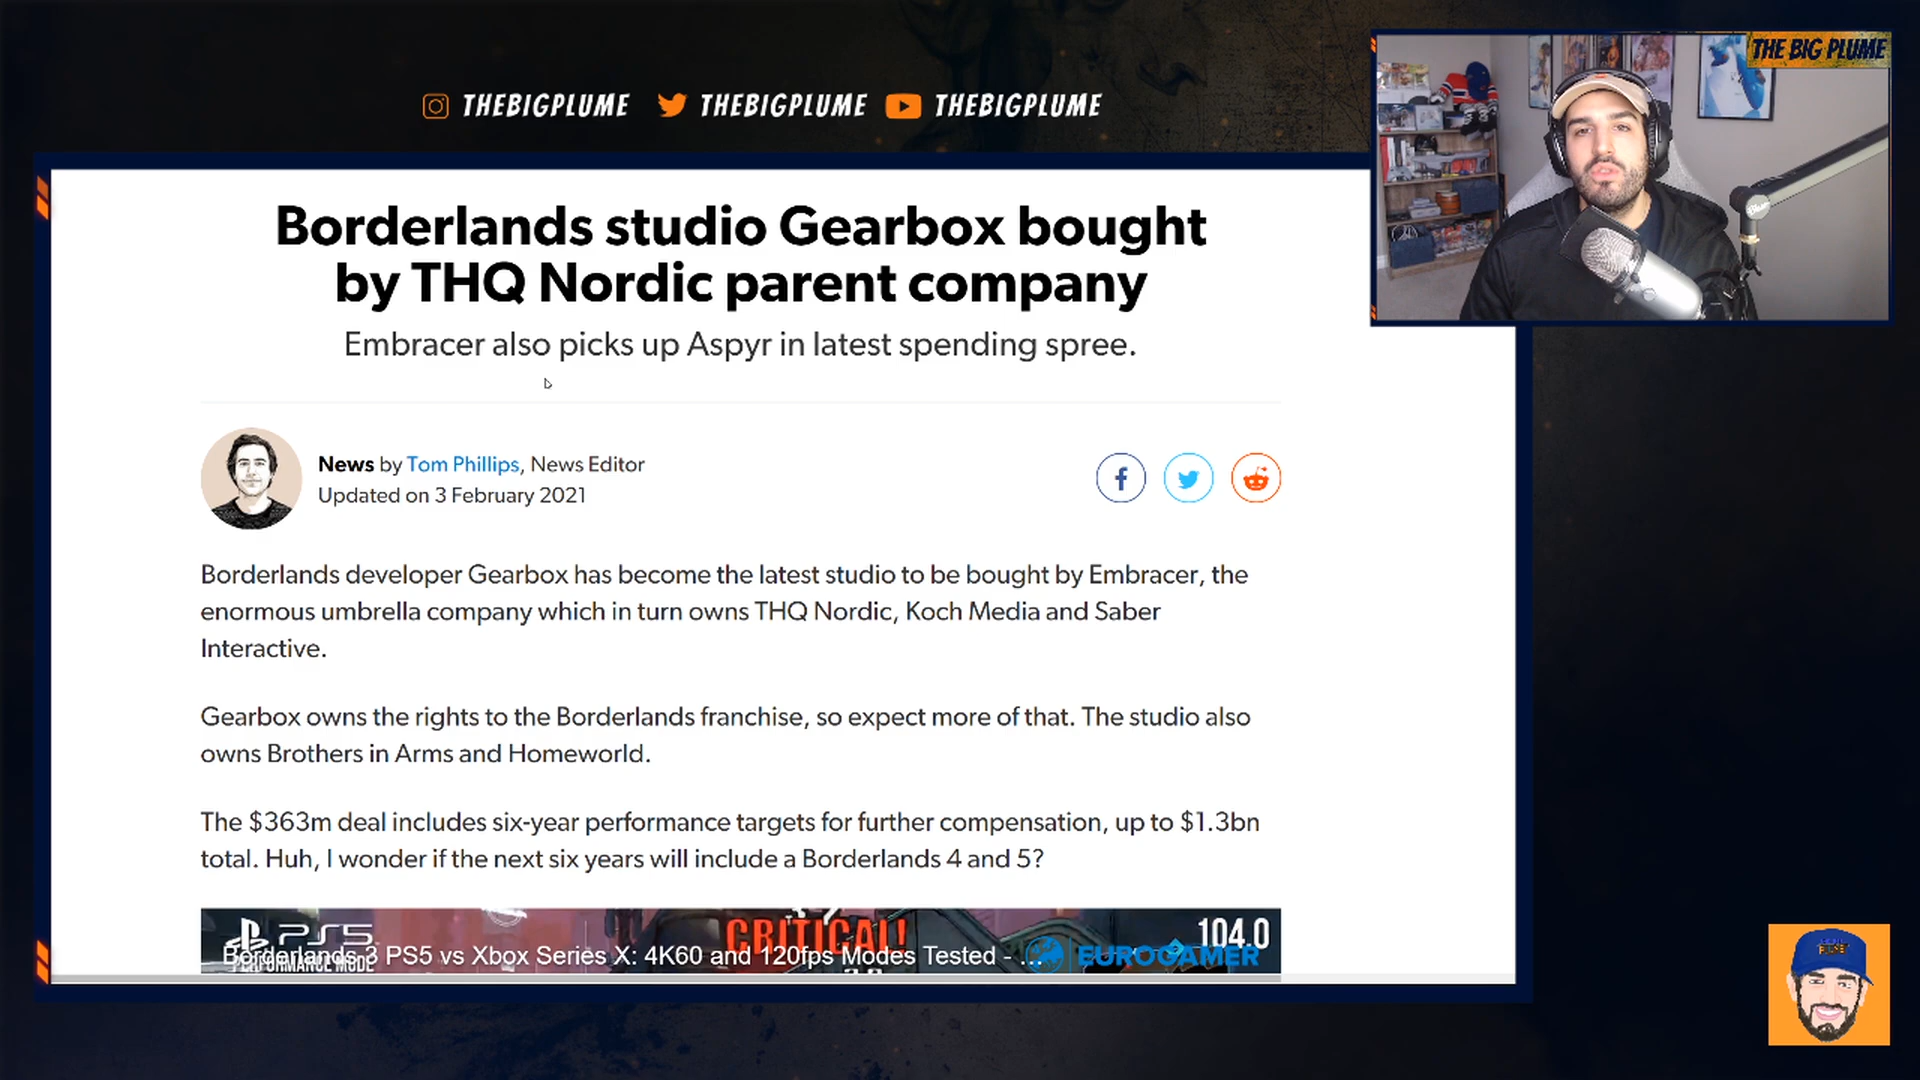 THE BIG PLUME
THEBIGPLUME THEBIGPLUME THEBIGPLUME
Borderlands studio Gearbox bought
by THQ Nordic parent company
Embracer also picks up Aspyr in latest spending spree.
News by Tom Phillips, News Editor
Updated on 3 February 2021
Borderlands developer Gearbox has become the latest studio to be bought by Embracer, the
enormous umbrella company which in turn owns THQ Nordic, Koch Media and Saber
Interactive.
Gearbox owns the rights to the Borderlands franchise, so expect more of that. The studio also
owns Brothers in Arms and Homeworld.
The $363m deal includes six-year performance targets for further compensation, up to $1.3bn
total. Huh, I wonder if the next six years will include a Borderlands 4 and 5?
PS5 CRITICAL! 104.0
Borderlands 3 PS5 vs Xbox Series X: 4K60 and 120fps Modes Tested - ... EUROGAMER
PERFORMANCE MODE